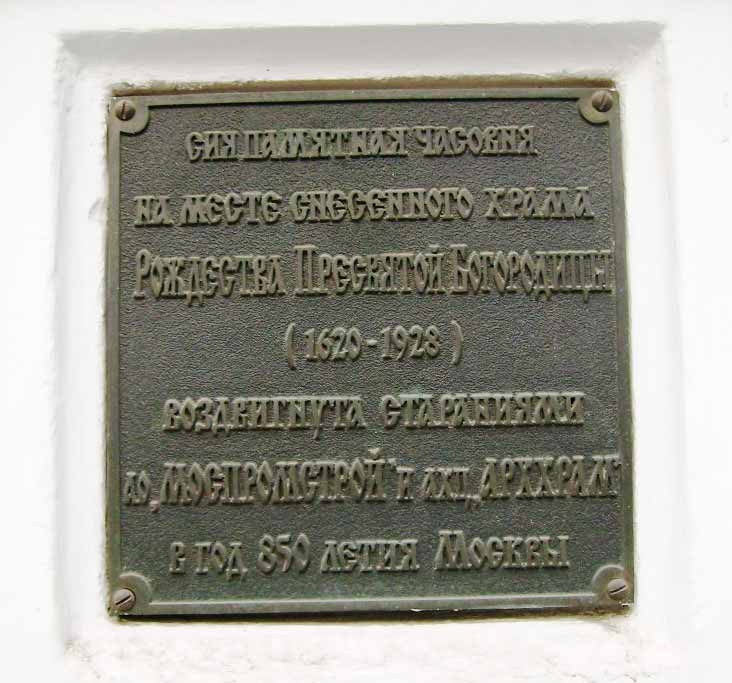 сия памятная часовня
на месте снесенного храма
Рождества Пресвятой Богородицы
( 1620-1928 )
воздвигнута стараниями
ао „Моспромстрой" и ахц „Арххрам"
в год 850 летия Москвы